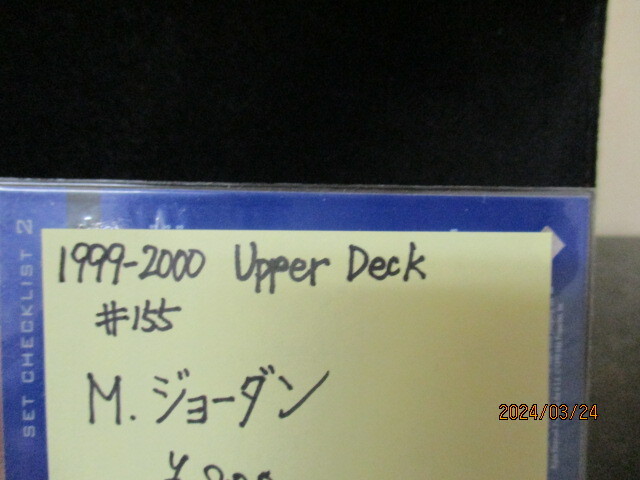 SET CHECKLIST 2
1999-2000 Upper Deck
#155
M. ジョーダン
2024/03/24